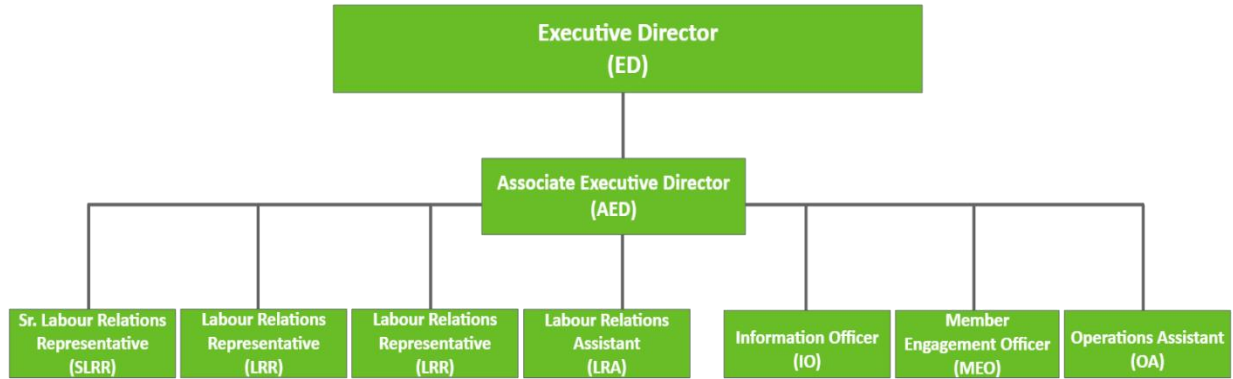 Executive Director
(ED)
Associate Executive Director
(AED)
Sr. Labour Relations
Representative
(SLRR)
Labour Relations
Representative
(LRR)
Labour Relations
Representative
(LRR)
Labour Relations
Assistant
(LRA)
Information Officer
(IO)
Member
Engagement Officer
(MEO)
Operations Assistant
(OA)